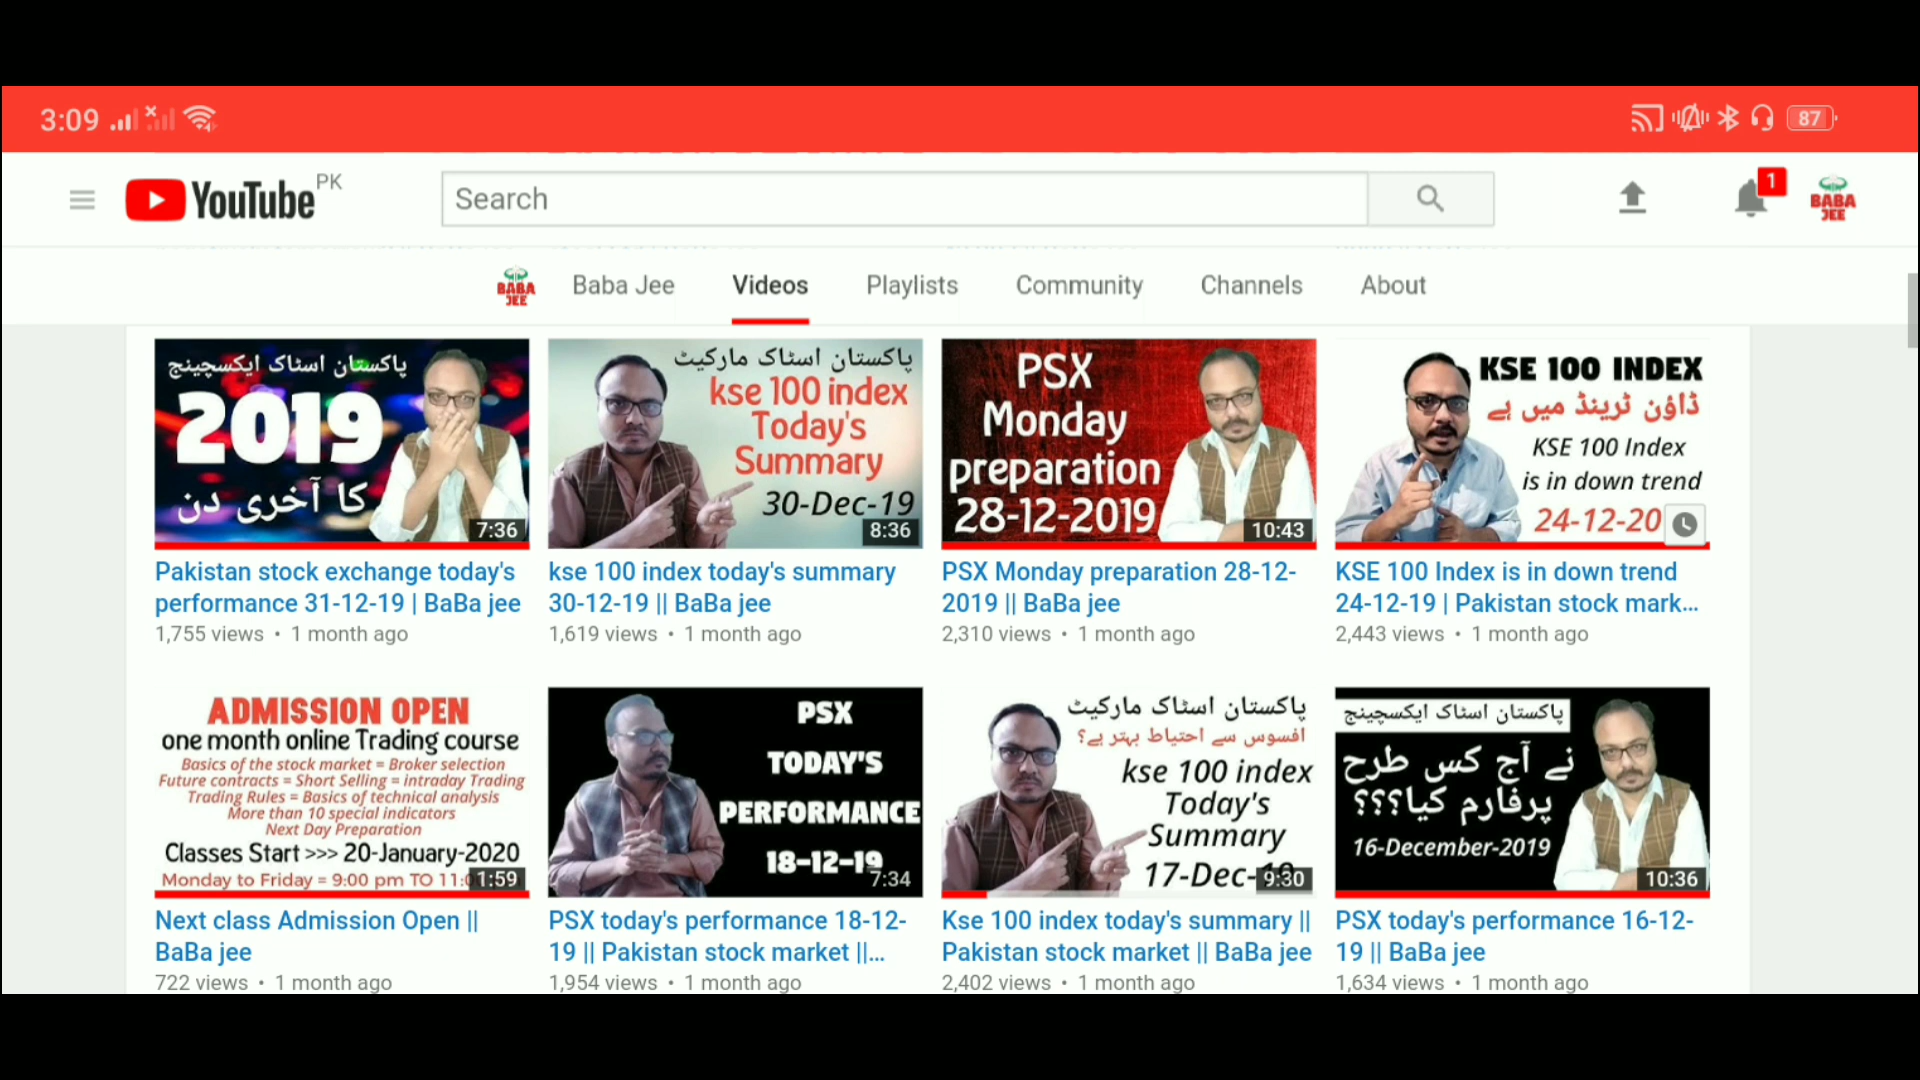 3:09
87
YouTube PK
Search
1
BABA JEE
BABA JEE
Baba Jee
Videos
Playlists
Community
Channels
About
پاکستان اسٹاک ایکسچینج
2019
کا آخری دن
7:36
Pakistan stock exchange today's
performance 31-12-19 | BaBa jee
1,755 views • 1 month ago
پاکستان اسٹاک مارکیٹ
kse 100 index
Today's
Summary
30-Dec-19
8:36
kse 100 index today's summary
30-12-19 || BaBa jee
1,619 views • 1 month ago
PSX
Monday
preparation
28-12-2019
10:43
PSX Monday preparation 28-12-
2019 || BaBa jee
2,310 views • 1 month ago
KSE 100 INDEX
ڈاؤن ٹرینڈ میں ہے
KSE 100 Index
is in down trend
24-12-20
KSE 100 Index is in down trend
24-12-19 | Pakistan stock mark...
2,443 views • 1 month ago
ADMISSION OPEN
one month online Trading course
Basics of the stock market = Broker selection
Future contracts = Short Selling = intraday Trading
Trading Rules = Basics of technical analysis
More than 10 special indicators
Next Day Preparation
Classes Start >>> 20-January-2020
Monday to Friday = 9:00 pm TO
1:59
Next class Admission Open ||
BaBa jee
722 views • 1 month ago
PSX
TODAY'S
PERFORMANCE
18-12-19
7:34
PSX today's performance 18-12-
19 || Pakistan stock market ||...
1,954 views • 1 month ago
پاکستان اسٹاک مارکیٹ
افسوس سے احتیاط بہتر ہے؟
kse 100 index
Today's
Summary
17-Dec-19
9:30
Kse 100 index today's summary ||
Pakistan stock market || BaBa jee
2,402 views • 1 month ago
پاکستان اسٹاک ایکسچینج
نے آج کس طرح
پرفارم کیا؟؟؟
16-December-2019
10:36
PSX today's performance 16-12-
19 || BaBa jee
1,634 views • 1 month ago